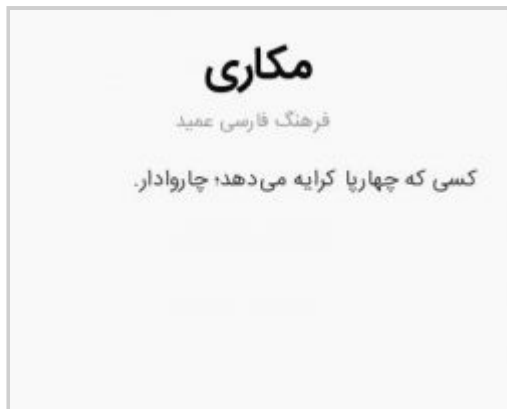 مکاری
فرهنگ فارسی عمید
کسی که چهارپا کرایه می‌دهد؛ چاروادار.